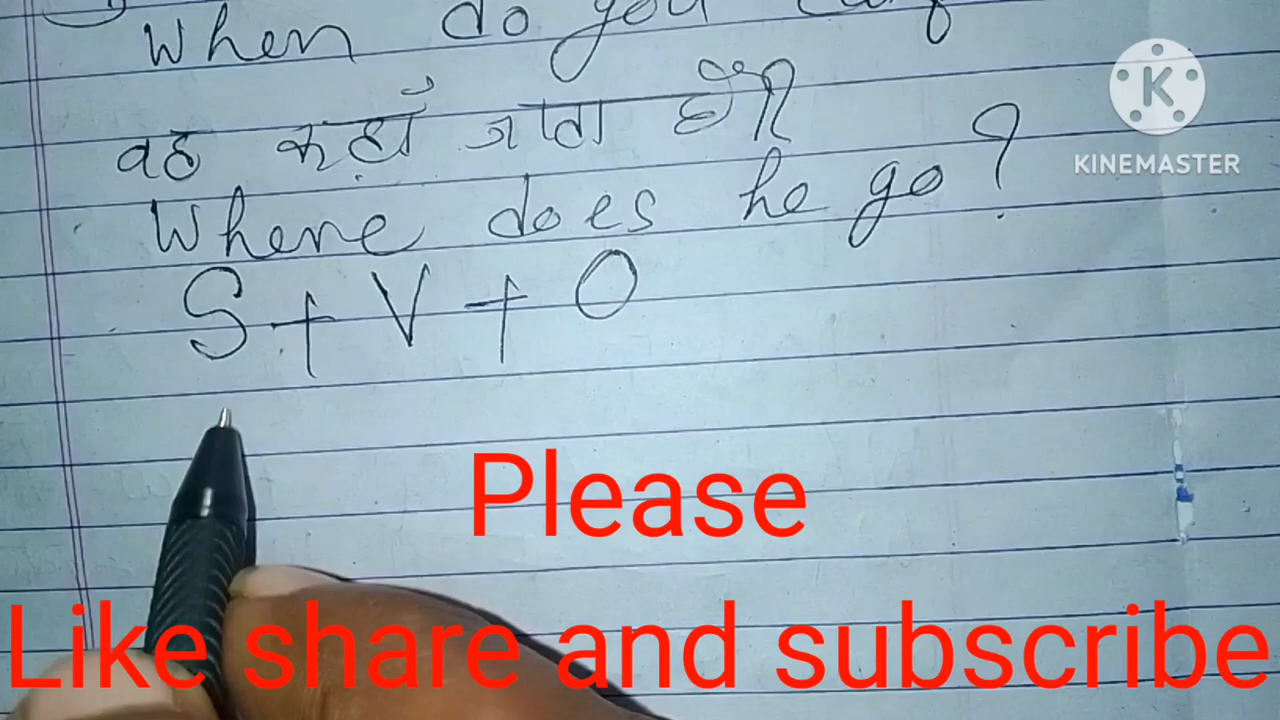 When do you
वह कहाँ जाता है।
KINEMASTER
Where does he go?
S + V + O
Please
Like share and subscribe